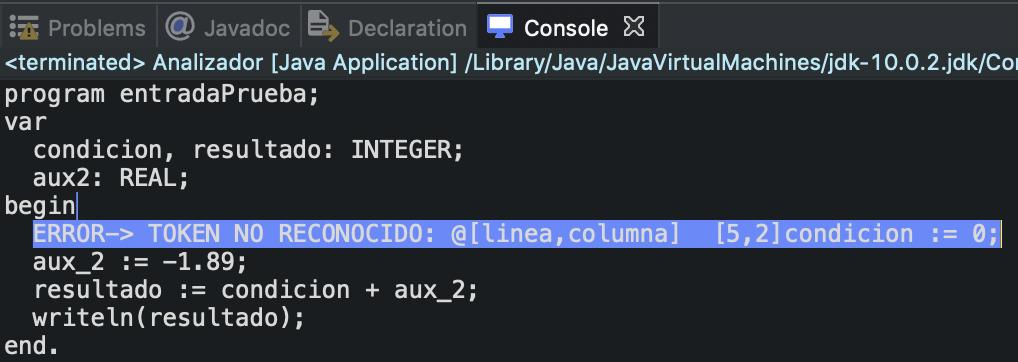 Problems @ Javadoc Declaration Console
<terminated> Analizador [Java Application] /Library/Java/JavaVirtualMachines/jdk-10.0.2.jdk/Co
program entradaPrueba;
var
  condicion, resultado: INTEGER;
  aux2: REAL;
begin
  ERROR-> TOKEN NO RECONOCIDO: @[linea,columna]  [5,2]condicion := 0;
  aux_2 := -1.89;
  resultado := condicion + aux_2;
  writeln(resultado);
end.